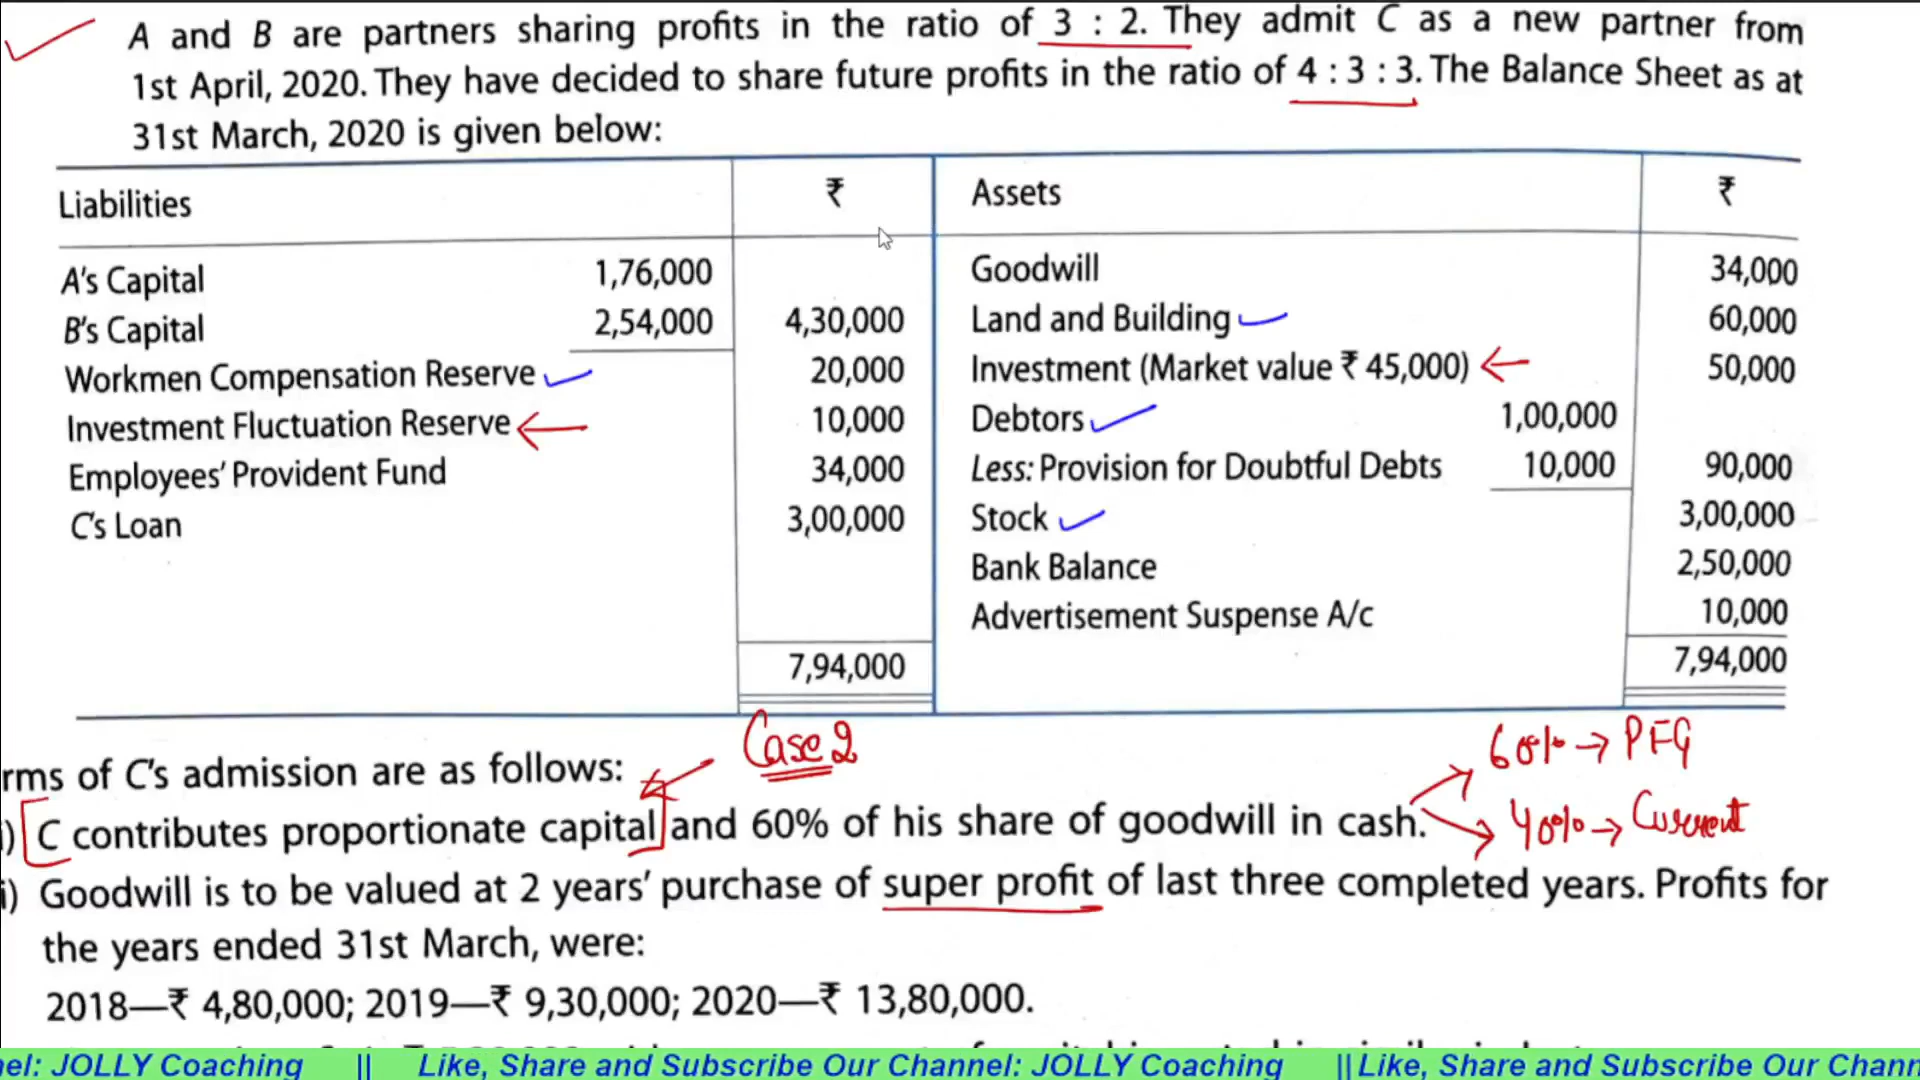 A and B are partners sharing profits in the ratio of 3 : 2. They admit C as a new partner from
1st April, 2020. They have decided to share future profits in the ratio of 4 : 3 : 3. The Balance Sheet as at
31st March, 2020 is given below:
Liabilities ₹ Assets ₹
A's Capital 1,76,000 Goodwill 34,000
B's Capital 2,54,000 4,30,000 Land and Building 60,000
Workmen Compensation Reserve 20,000 Investment (Market value ₹ 45,000) 50,000
Investment Fluctuation Reserve 10,000 Debtors 1,00,000
Employees' Provident Fund 34,000 Less: Provision for Doubtful Debts 10,000 90,000
C's Loan 3,00,000 Stock 3,00,000
Bank Balance 2,50,000
Advertisement Suspense A/c 10,000
7,94,000 7,94,000
Case 2
60% → PFG
rms of C's admission are as follows:
i) C contributes proportionate capital and 60% of his share of goodwill in cash.
40% → Current
i) Goodwill is to be valued at 2 years' purchase of super profit of last three completed years. Profits for
the years ended 31st March, were:
2018—₹ 4,80,000; 2019—₹ 9,30,000; 2020—₹ 13,80,000.
nel: JOLLY Coaching || Like, Share and Subscribe Our Channel: JOLLY Coaching || Like, Share and Subscribe Our Chann